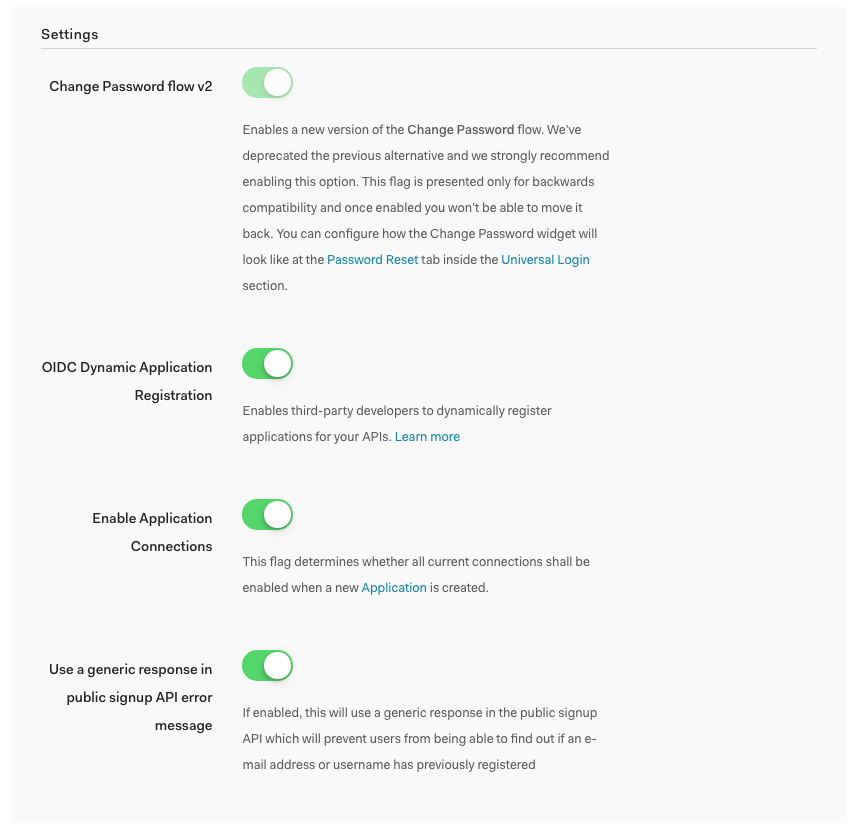 Settings
Change Password flow v2
Enables a new version of the Change Password flow. We've
deprecated the previous alternative and we strongly recommend
enabling this option. This flag is presented only for backwards
compatibility and once enabled you won't be able to move it
back. You can configure how the Change Password widget will
look like at the Password Reset tab inside the Universal Login
section.
OIDC Dynamic Application
Registration
Enables third-party developers to dynamically register
applications for your APIs. Learn more
Enable Application
Connections
This flag determines whether all current connections shall be
enabled when a new Application is created.
Use a generic response in
public signup API error
message
If enabled, this will use a generic response in the public signup
API which will prevent users from being able to find out if an e-
mail address or username has previously registered